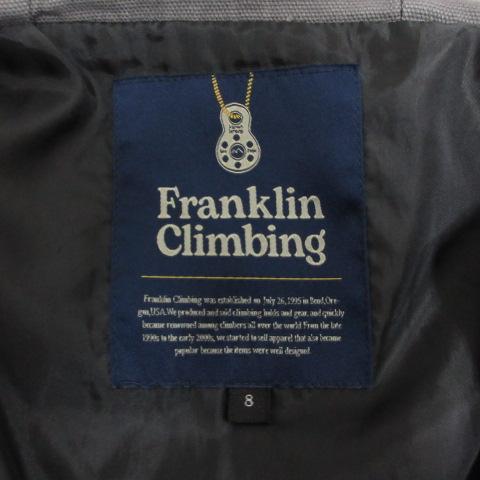 Franklin
Climbing
Franklin Climbing was established on July 26, 1995 in Bend, Ore-
gon, USA. We produced and sold climbing holds and gear, and quickly
became renowned among climbers all over the world. From the late
1990s to the early 2000s, we started to sell apparel that also became
popular because the items were well designed.
8